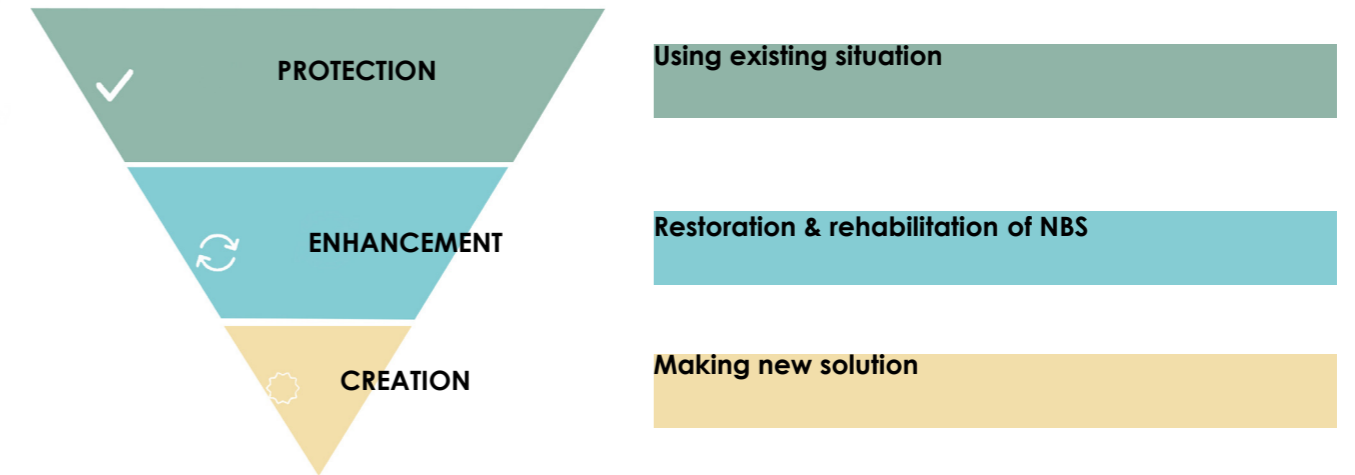 PROTECTION
Using existing situation
ENHANCEMENT
Restoration & rehabilitation of NBS
CREATION
Making new solution